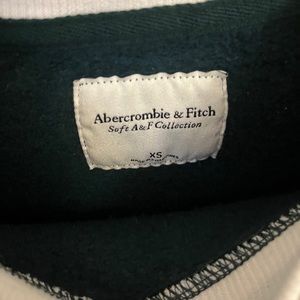 Abercrombie & Fitch
Soft A&F Collection
XS